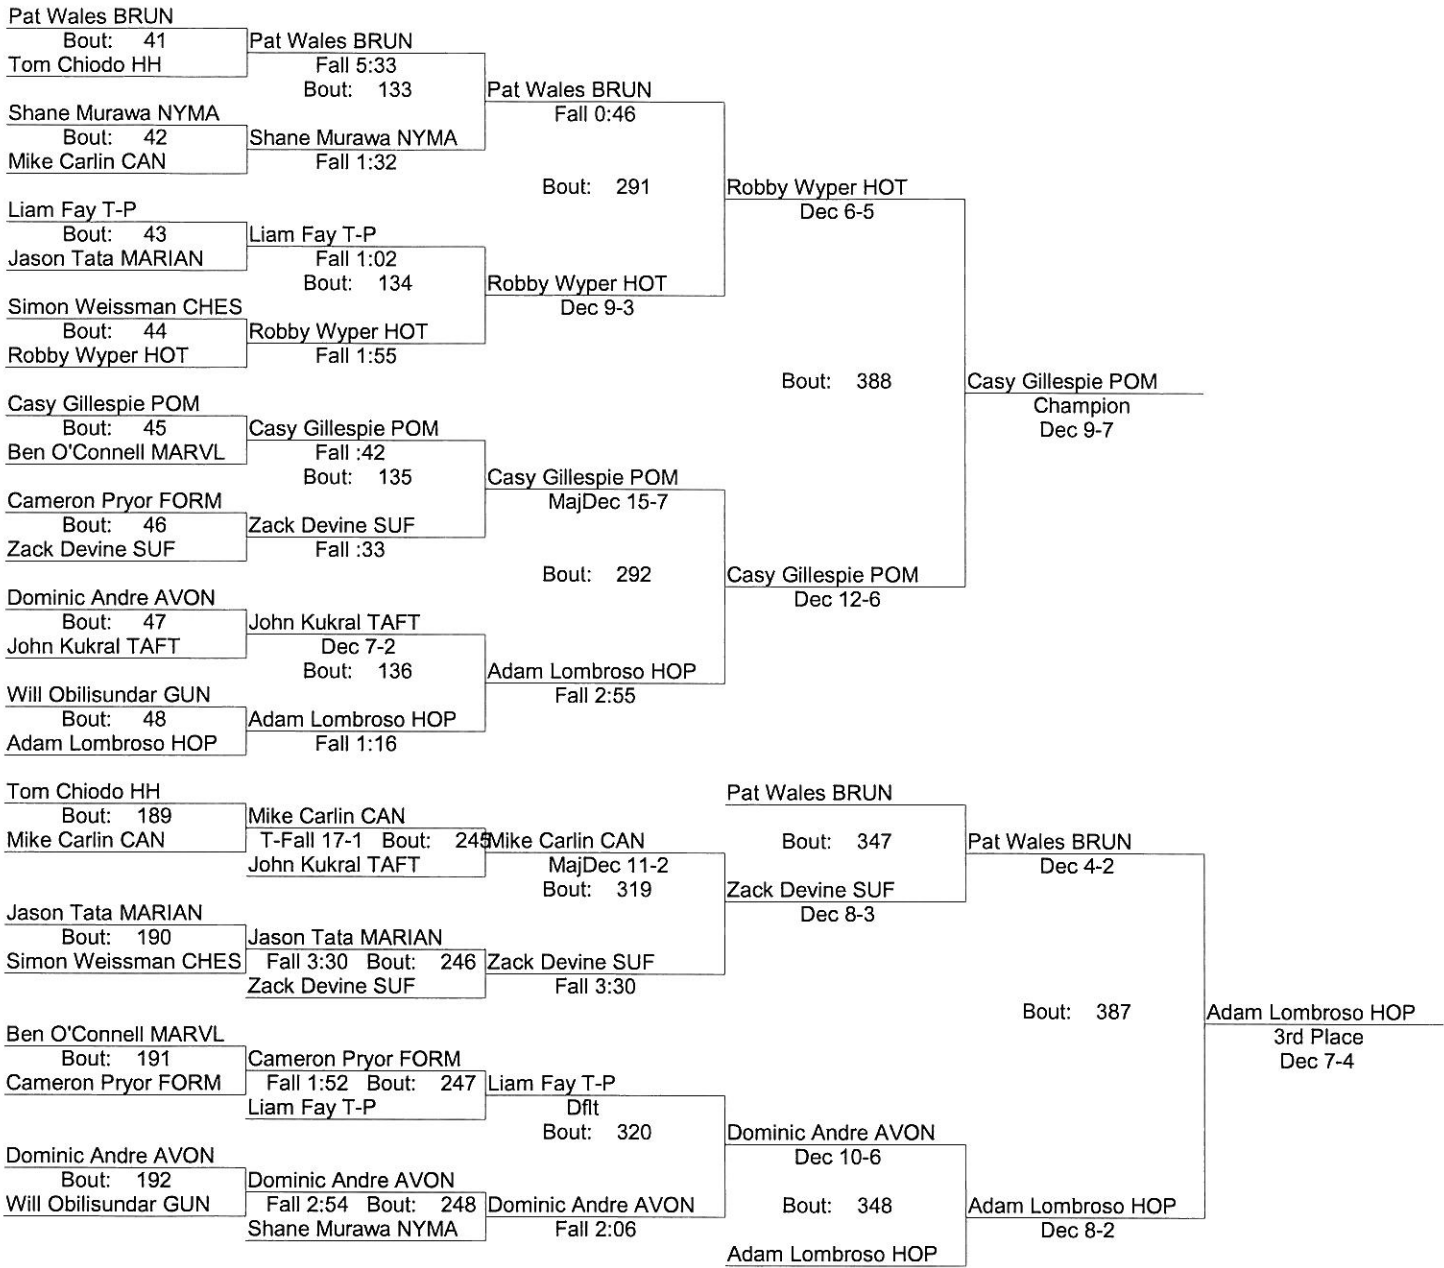 Pat Wales BRUN
Bout: 41
Tom Chiodo HH
Pat Wales BRUN
Fall 5:33
Bout: 133
Shane Murawa NYMA
Bout: 42
Mike Carlin CAN
Shane Murawa NYMA
Fall 1:32
Pat Wales BRUN
Fall 0:46
Bout: 291
Liam Fay T-P
Bout: 43
Jason Tata MARIAN
Liam Fay T-P
Fall 1:02
Bout: 134
Simon Weissman CHES
Bout: 44
Robby Wyper HOT
Robby Wyper HOT
Fall 1:55
Robby Wyper HOT
Dec 9-3
Robby Wyper HOT
Dec 6-5
Bout: 388
Casy Gillespie POM
Champion
Dec 9-7
Casy Gillespie POM
Bout: 45
Ben O'Connell MARVL
Casy Gillespie POM
Fall :42
Bout: 135
Cameron Pryor FORM
Bout: 46
Zack Devine SUF
Zack Devine SUF
Fall :33
Casy Gillespie POM
MajDec 15-7
Bout: 292
Dominic Andre AVON
Bout: 47
John Kukral TAFT
John Kukral TAFT
Dec 7-2
Bout: 136
Will Obilisundar GUN
Bout: 48
Adam Lombroso HOP
Adam Lombroso HOP
Fall 1:16
Adam Lombroso HOP
Fall 2:55
Casy Gillespie POM
Dec 12-6
Tom Chiodo HH
Bout: 189
Mike Carlin CAN
Mike Carlin CAN
T-Fall 17-1 Bout: 245
John Kukral TAFT
Mike Carlin CAN
MajDec 11-2
Bout: 319
Jason Tata MARIAN
Bout: 190
Simon Weissman CHES
Jason Tata MARIAN
Fall 3:30 Bout: 246
Zack Devine SUF
Zack Devine SUF
Fall 3:30
Pat Wales BRUN
Bout: 347
Zack Devine SUF
Dec 8-3
Pat Wales BRUN
Dec 4-2
Bout: 387
Adam Lombroso HOP
3rd Place
Dec 7-4
Ben O'Connell MARVL
Bout: 191
Cameron Pryor FORM
Cameron Pryor FORM
Fall 1:52 Bout: 247
Liam Fay T-P
Liam Fay T-P
Dflt
Bout: 320
Dominic Andre AVON
Bout: 192
Will Obilisundar GUN
Dominic Andre AVON
Fall 2:54 Bout: 248
Shane Murawa NYMA
Dominic Andre AVON
Fall 2:06
Dominic Andre AVON
Dec 10-6
Bout: 348
Adam Lombroso HOP
Adam Lombroso HOP
Dec 8-2